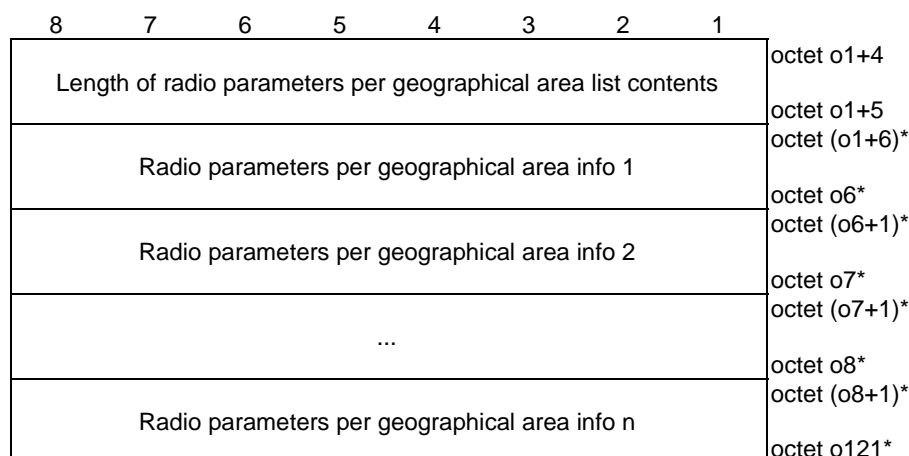 8 7 6 5 4 3 2 1
octet o1+4
Length of radio parameters per geographical area list contents
octet o1+5
octet (o1+6)*
Radio parameters per geographical area info 1
octet o6*
octet (o6+1)*
Radio parameters per geographical area info 2
octet o7*
octet (o7+1)*
...
octet o8*
octet (o8+1)*
Radio parameters per geographical area info n
octet o121*